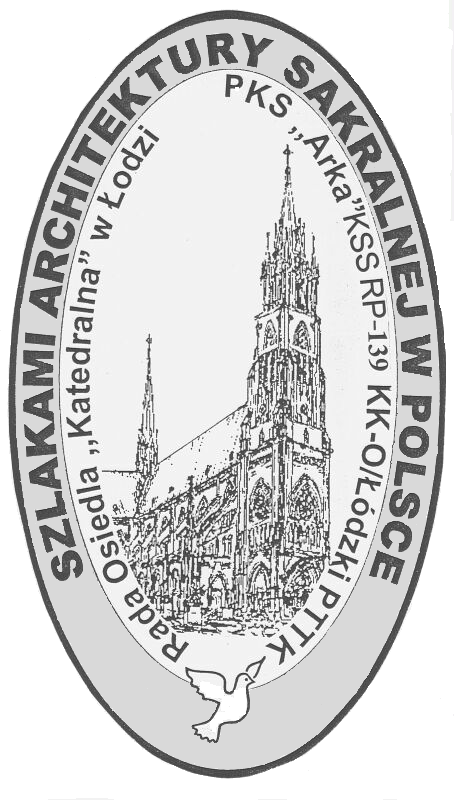 SZLAKAMI ARCHITEKTURY SAKRALNEJ W POLSCE
Rada Osiedla ,,Katedralna” w Łodzi
PKS ,,Arka”KSS RP-139 KK-O/Łódzki PTTK